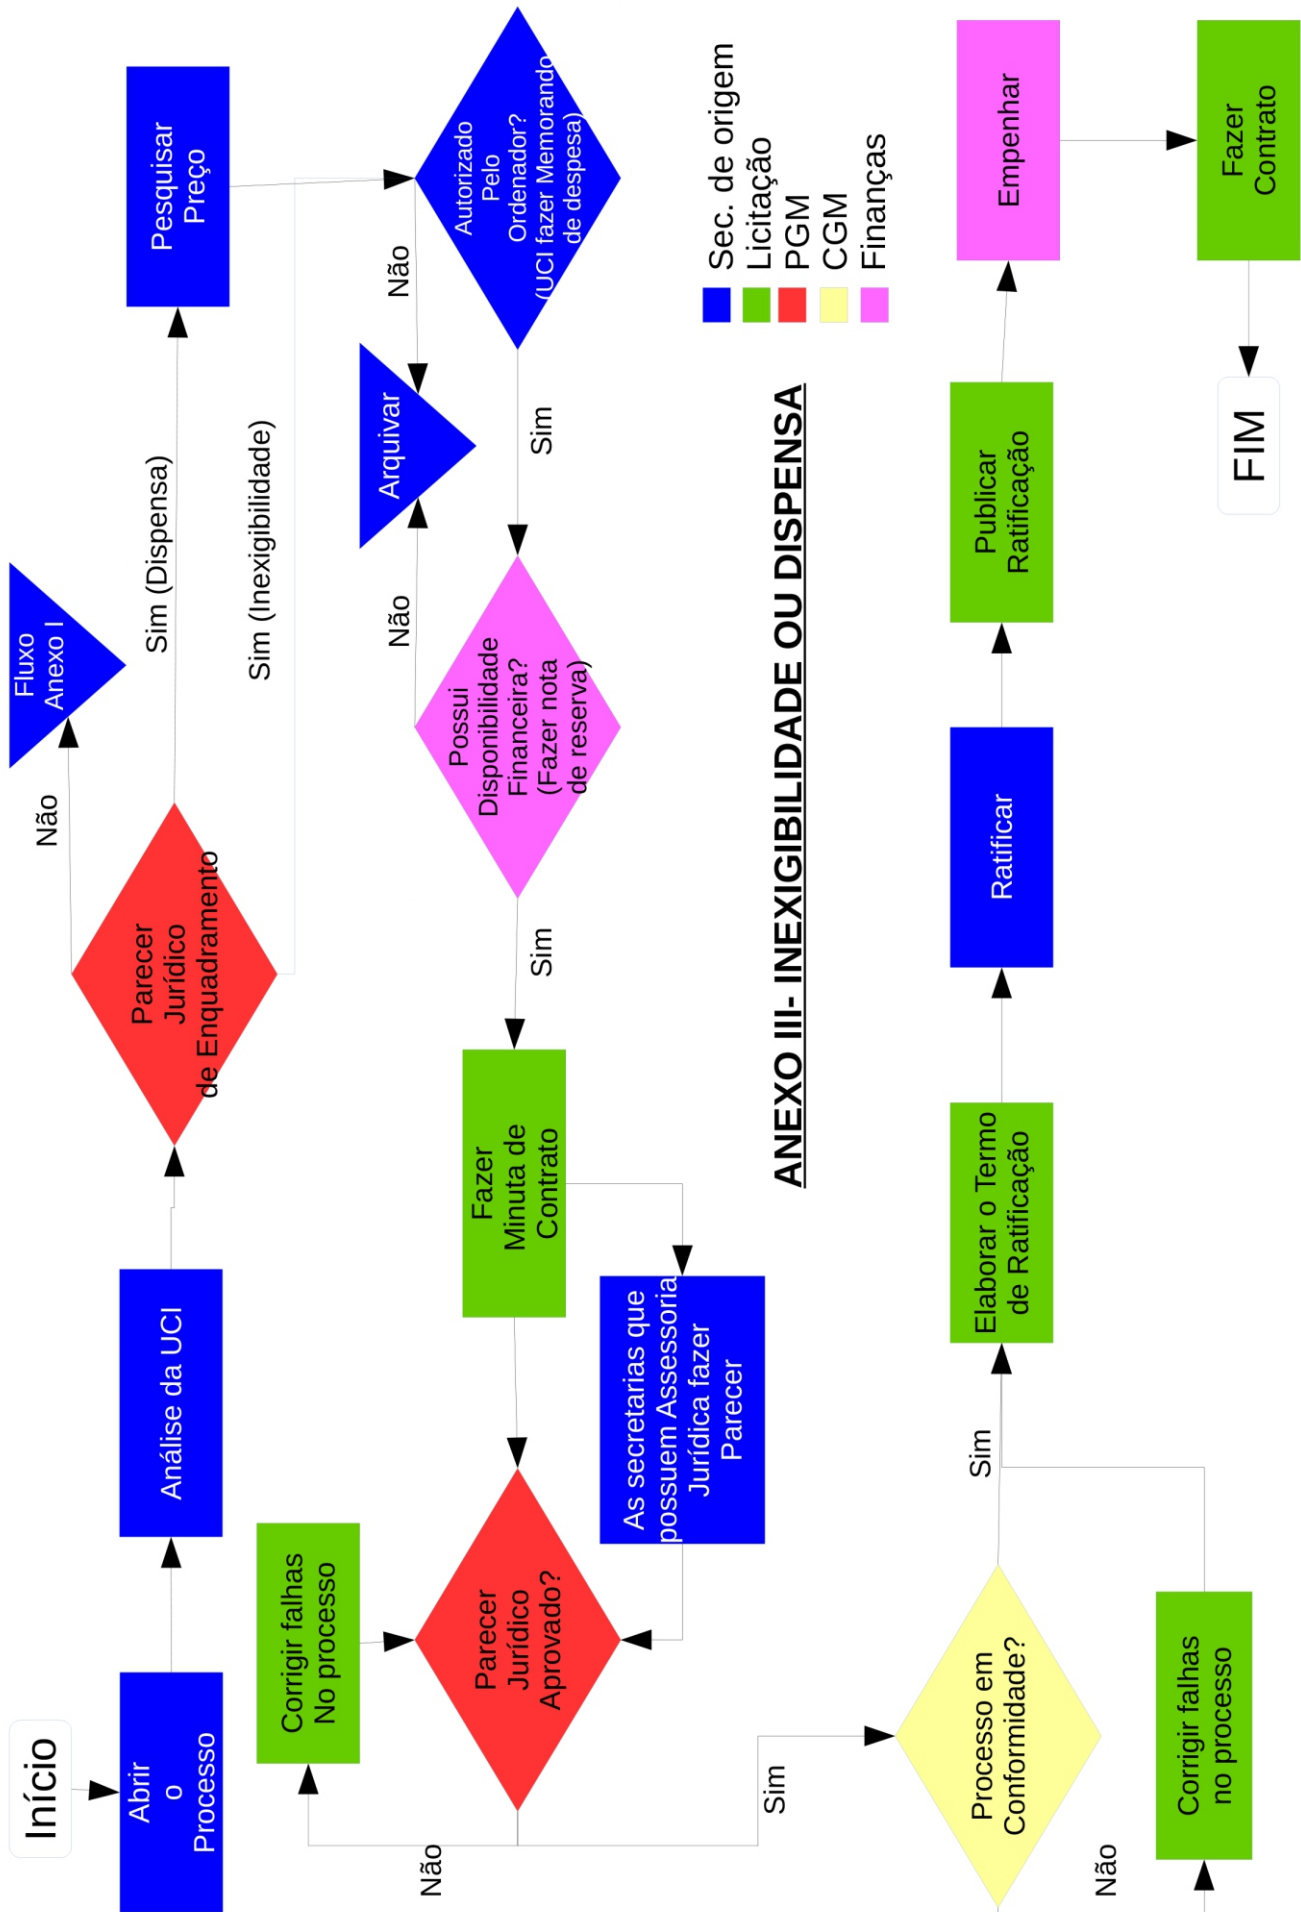 Início
Abrir
o
Processo
Análise da UCI
Parecer
Jurídico
de Enquadramento
Não
Fluxo
Anexo I
Sim (Dispensa)
Sim (Inexigibilidade)
Pesquisar
Preço
Autorizado
Pelo
Ordenador?
(UCI fazer Memorando
de despesa)
Não
Arquivar
Sim
Não
Possui
Disponibilidade
Financeira?
(Fazer nota
de reserva)
Sim
Fazer
Minuta de
Contrato
As secretarias que
possuem Assessoria
Jurídica fazer
Parecer
Corrigir falhas
No processo
Parecer
Jurídico
Aprovado?
Não
Sim
ANEXO III- INEXIGIBILIDADE OU DISPENSA
Sec. de origem
Licitação
PGM
CGM
Finanças
Processo em
Conformidade?
Não
Corrigir falhas
no processo
Sim
Elaborar o Termo
de Ratificação
Ratificar
Publicar
Ratificação
Empenhar
Fazer
Contrato
FIM